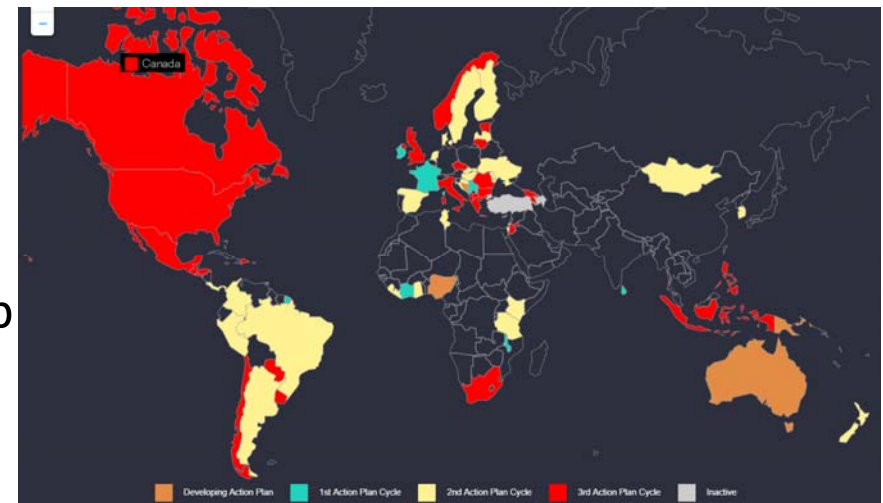 −
Canada
p
Developing Action Plan
1st Action Plan Cycle
2nd Action Plan Cycle
3rd Action Plan Cycle
Inactive